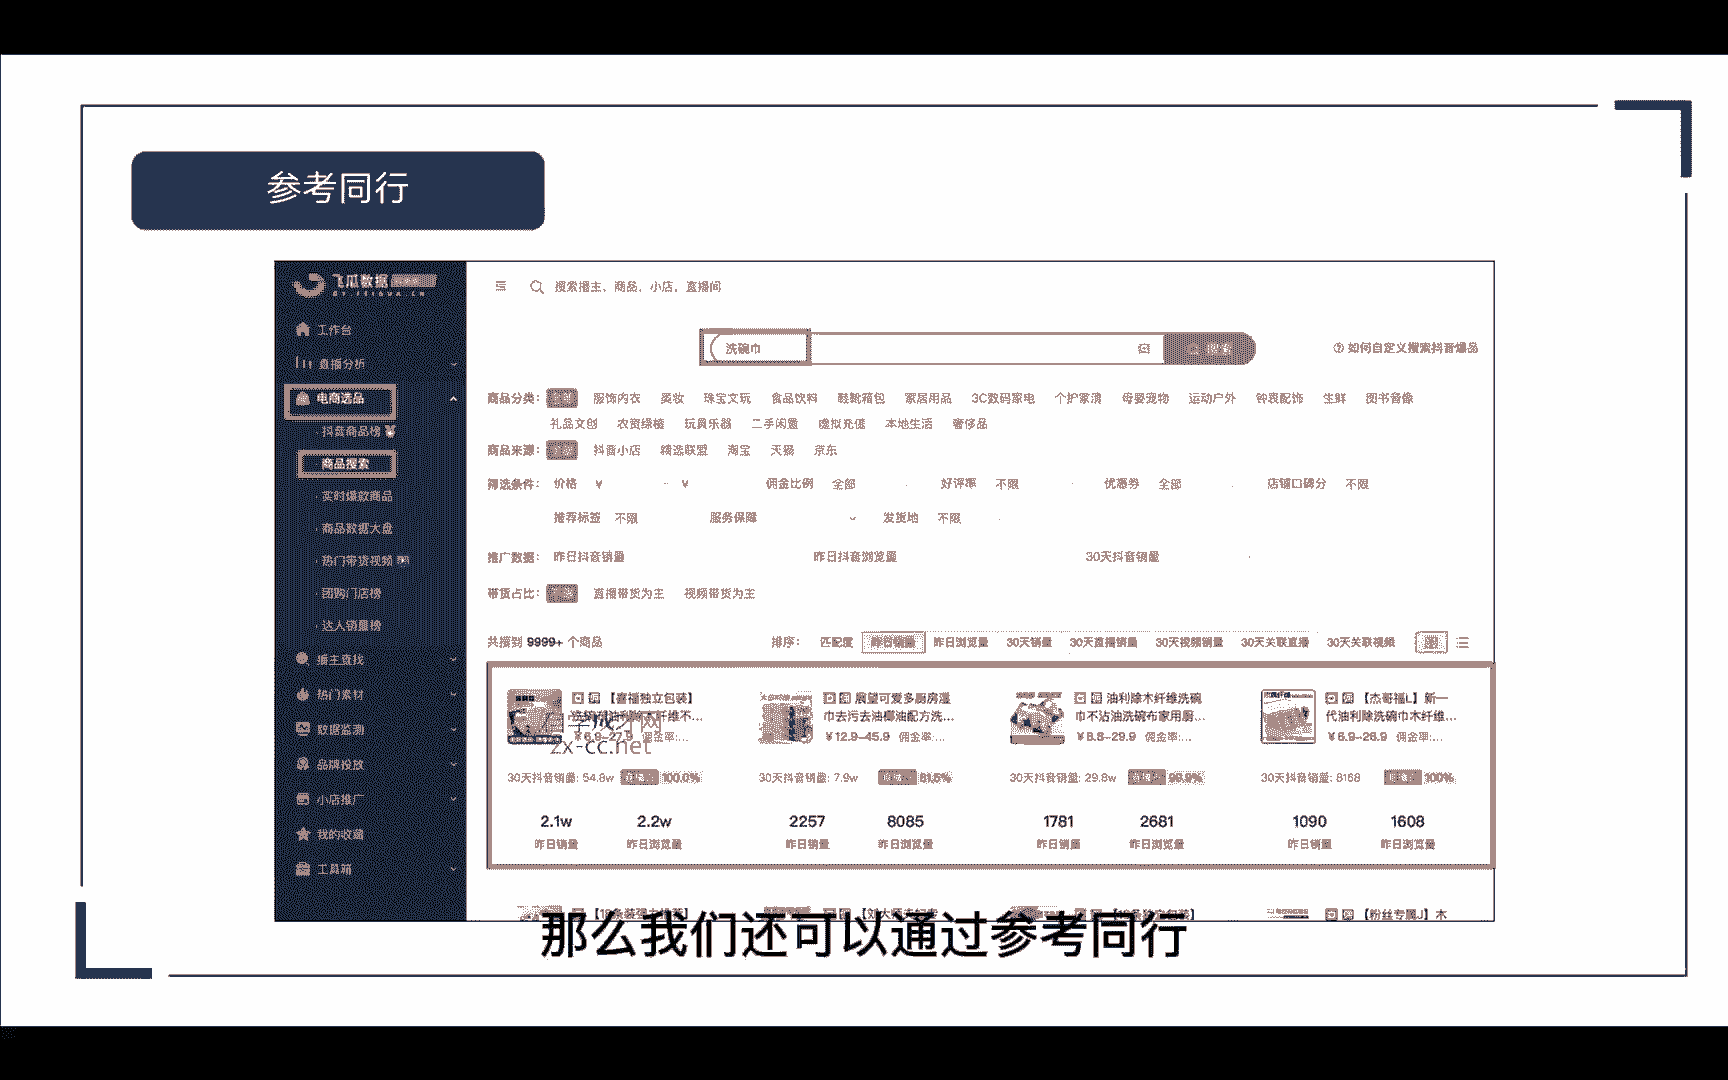 参考同行
飞瓜数据
搜索播主、商品、小店、直播间
工作台
直播分析
电商选品
抖音商品榜
商品搜索
实时爆款商品
商品数据大盘
热门带货视频
团购门店榜
达人销量榜
播主查找
热门素材
数据监测
品牌投放
小店推广
我的收藏
工具箱
洗碗巾
搜索
如何自定义搜索抖音爆品
商品分类: 全部 服饰内衣 美妆 珠宝文玩 食品饮料 鞋靴箱包 家居用品 3C数码家电 个护家清 母婴宠物 运动户外 钟表配饰 生鲜 图书音像
礼品文创 农资绿植 玩具乐器 二手闲置 虚拟充值 本地生活 奢侈品
商品来源: 抖音小店 精选联盟 淘宝 天猫 京东
筛选条件: 价格 ¥ - ¥ 佣金比例 全部 好评率 不限 优惠券 全部 店铺口碑分 不限
推荐标签 不限 服务保障 发货地 不限
推广数据: 昨日抖音销量 昨日抖音浏览量 30天抖音销量
带货占比: 直播带货为主 视频带货为主
共搜到 9999+ 个商品 排序: 匹配度 昨日销量 昨日浏览量 30天销量 30天直播销量 30天视频销量 30天关联直播 30天关联视频
【喜福独立包装】
¥6.9-27.9 佣金率:...
30天抖音销量: 54.8w 100.0%
2.1w 2.2w
昨日销量 昨日浏览量
展望可爱多厨房湿
巾去污去油椰油配方洗...
¥12.9-45.9 佣金率:...
30天抖音销量: 7.9w 81.6%
2257 8085
昨日销量 昨日浏览量
油利除木纤维洗碗
巾不沾油洗碗布家用厨...
¥8.8-29.9 佣金率:...
30天抖音销量: 29.8w 99.9%
1781 2681
昨日销量 昨日浏览量
【杰哥福L】新一
代油利除洗碗巾木纤维...
¥6.9-26.9 佣金率:...
30天抖音销量: 8168 100%
1090 1608
昨日销量 昨日浏览量
【粉丝专属J】木
自学成才网
zx-cc.net
那么我们还可以通过参考同行